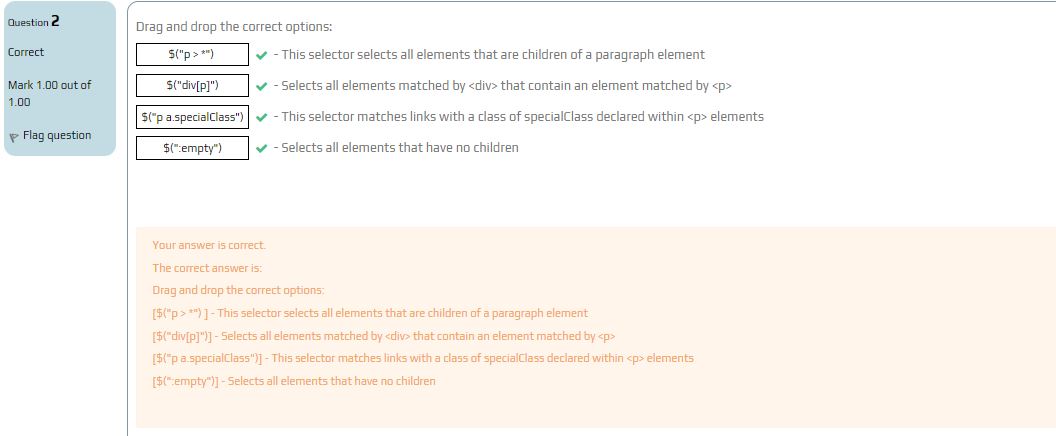 Question 2
Correct
Mark 1.00 out of
1.00
Flag question
Drag and drop the correct options:
$("p > *") - This selector selects all elements that are children of a paragraph element
$("div[p]") - Selects all elements matched by <div> that contain an element matched by <p>
$("p a.specialClass") - This selector matches links with a class of specialClass declared within <p> elements
$(":empty") - Selects all elements that have no children
Your answer is correct.
The correct answer is:
Drag and drop the correct options:
[$("p > *") ] - This selector selects all elements that are children of a paragraph element
[$("div[p]")] - Selects all elements matched by <div> that contain an element matched by <p>
[$("p a.specialClass")] - This selector matches links with a class of specialClass declared within <p> elements
[$(":empty")] - Selects all elements that have no children